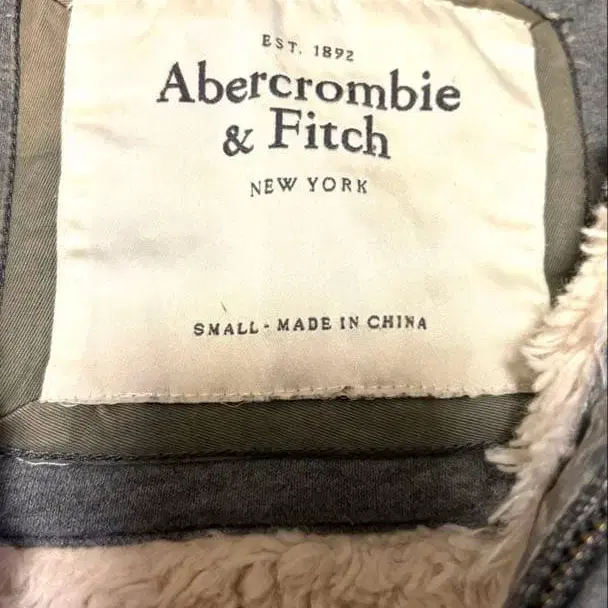 EST. 1892
Abercrombie
& Fitch
NEW YORK
SMALL - MADE IN CHINA